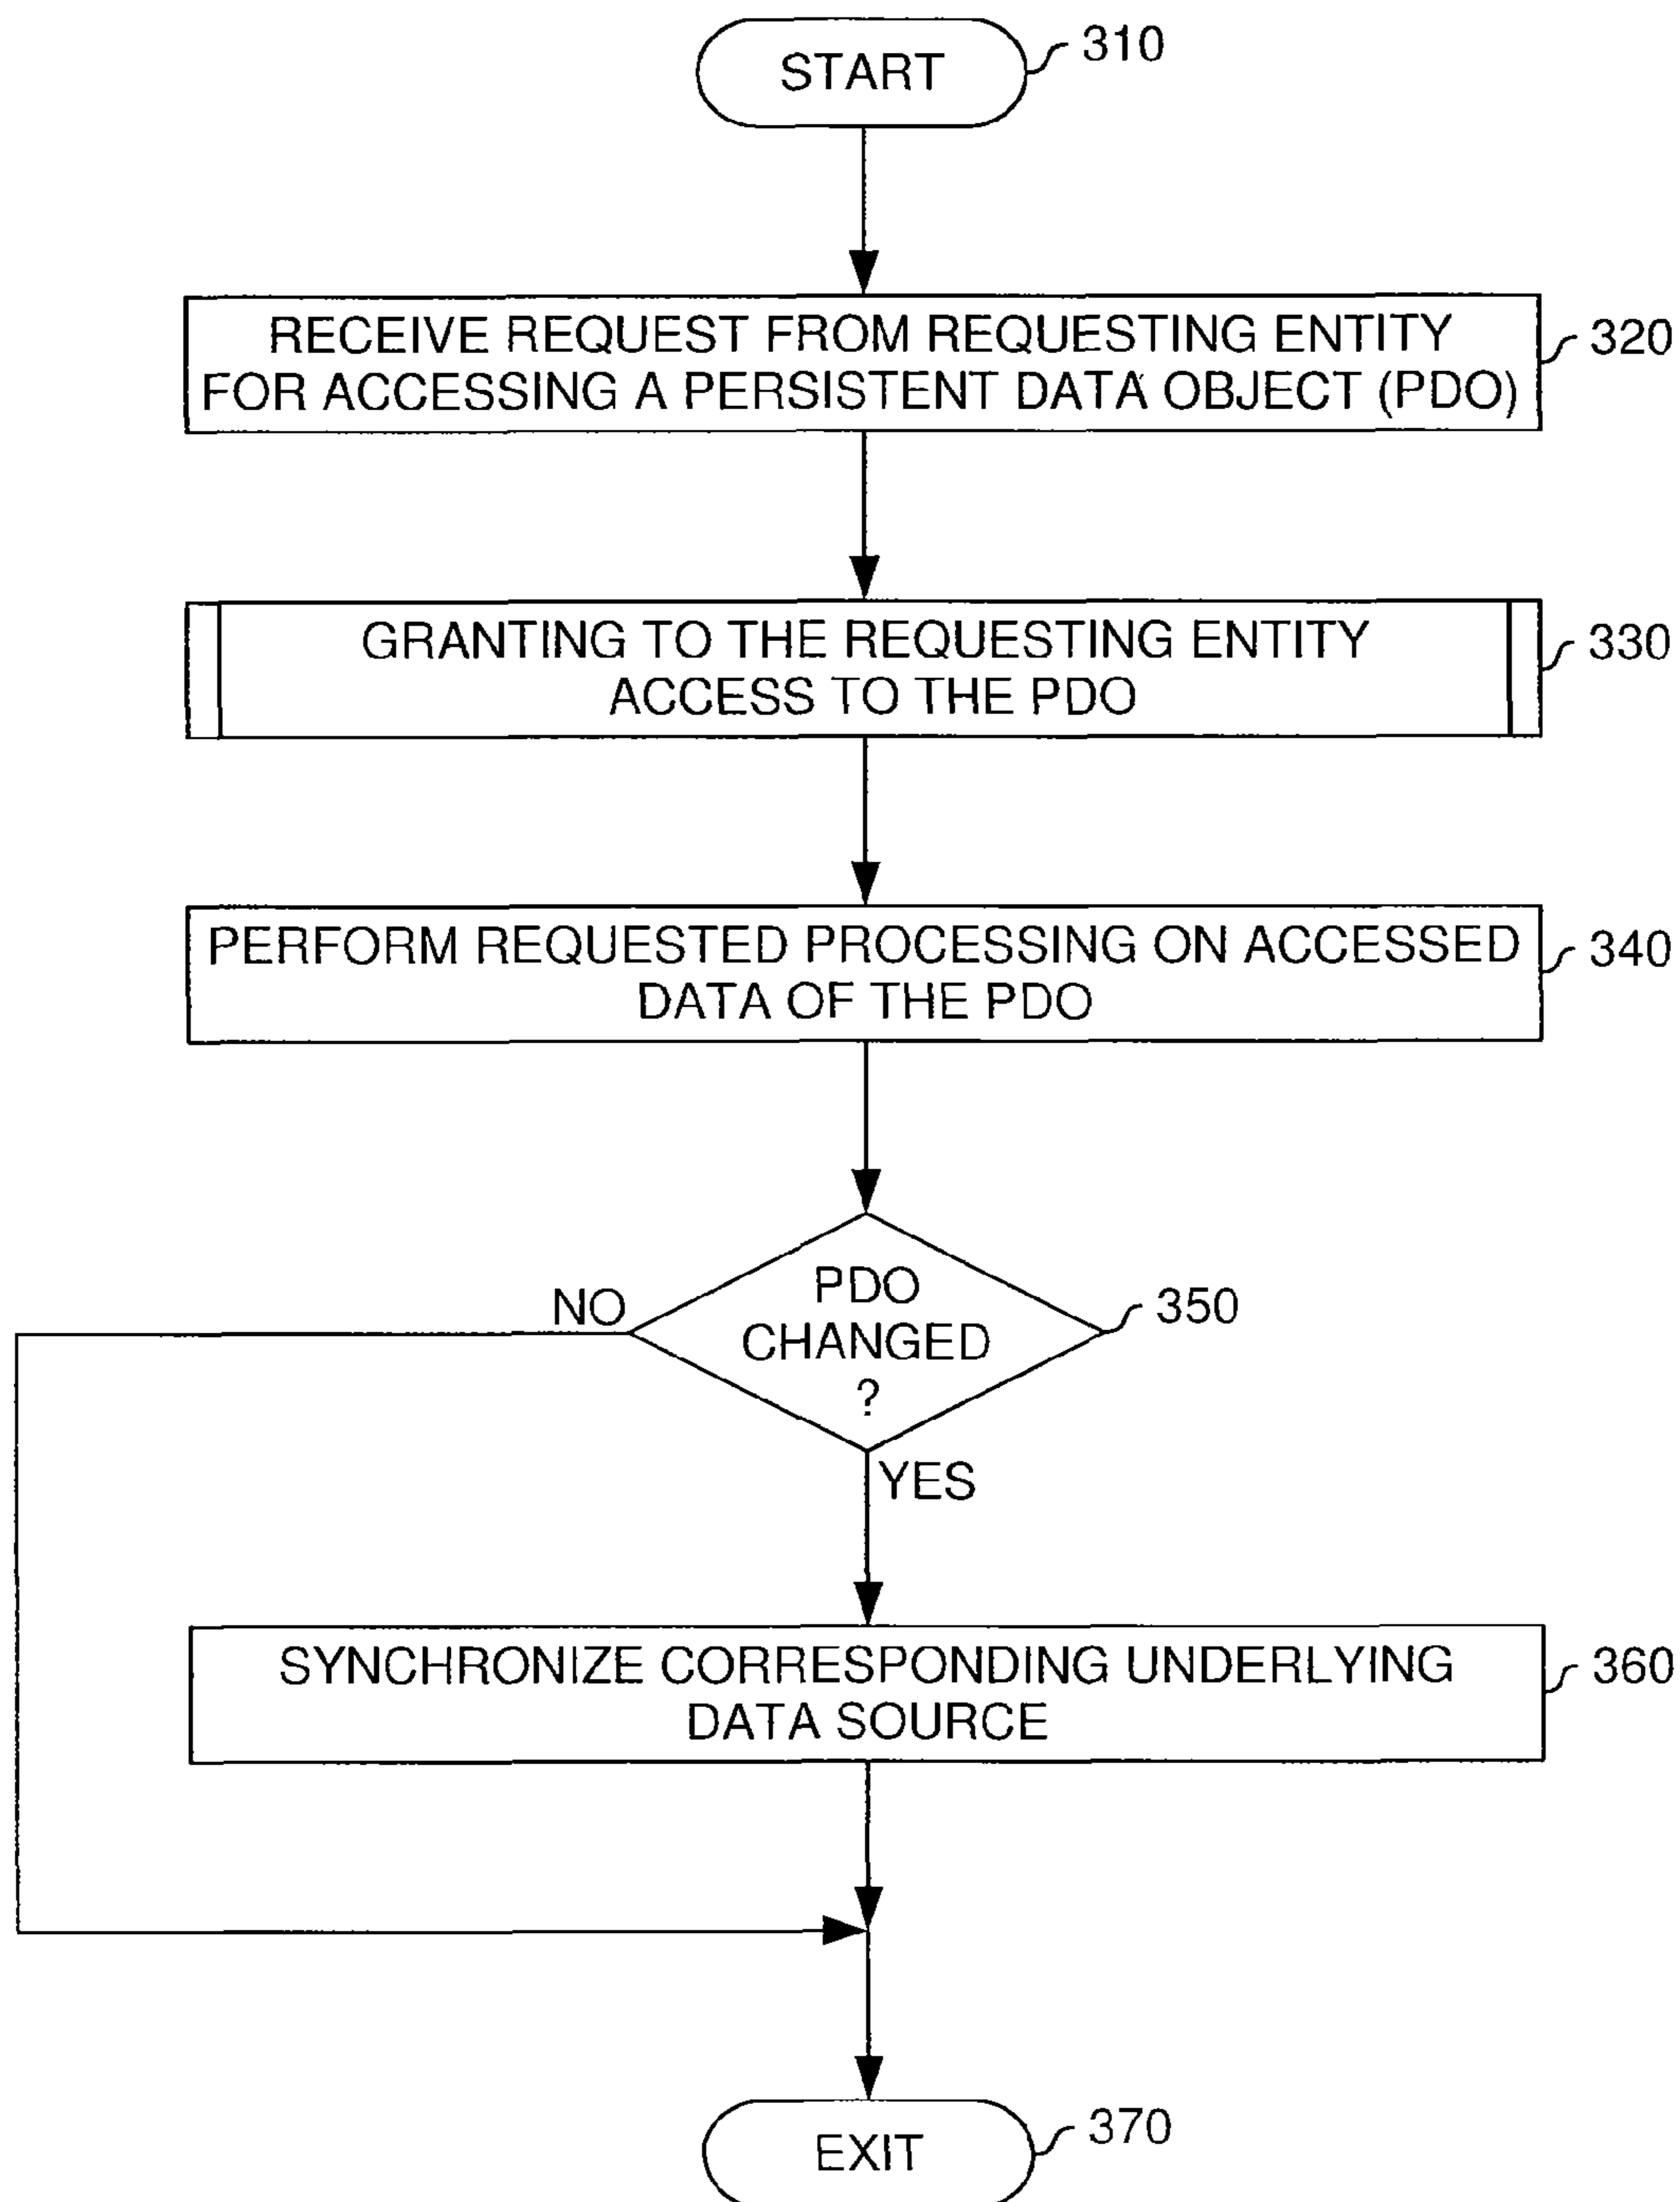 START
310
RECEIVE REQUEST FROM REQUESTING ENTITY
FOR ACCESSING A PERSISTENT DATA OBJECT (PDO)
320
GRANTING TO THE REQUESTING ENTITY
ACCESS TO THE PDO
330
PERFORM REQUESTED PROCESSING ON ACCESSED
DATA OF THE PDO
340
PDO
CHANGED
?
350
NO
YES
SYNCHRONIZE CORRESPONDING UNDERLYING
DATA SOURCE
360
EXIT
370